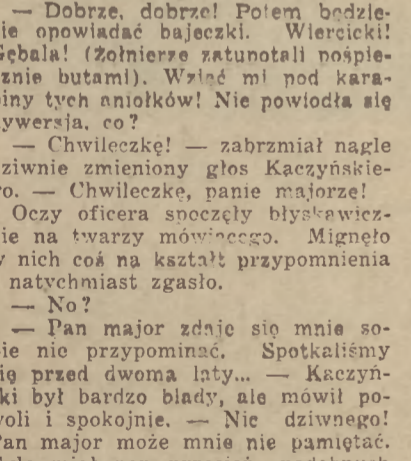 — Dobrze, dobrze! Potem będzie-
ie opowiadać bajeczki. Wiercicki!
Gębala! (żołnierze zatupotali pośpie-
znie butami). Wziąć mi pod kara-
iny tych aniołków! Nie powiodła się
ywersja, co?
— Chwileczkę! — zabrzmiał nagle
ziwnie zmieniony głos Kaczyńskie-
o. — Chwileczkę, panie majorze!
Oczy oficera spoczęły błyskawicz-
ie na twarzy mówiącego. Mignęło
w nich coś na kształt przypomnienia
i natychmiast zgasło.
— No?
— Pan major zdaje się mnie so-
ie nie przypominać. Spotkaliśmy
ię przed dwoma laty... — Kaczyń-
ki był bardzo blady, ale mówił po-
woli i spokojnie. — Nic dziwnego!
Pan major może mnie nie pamiętać.